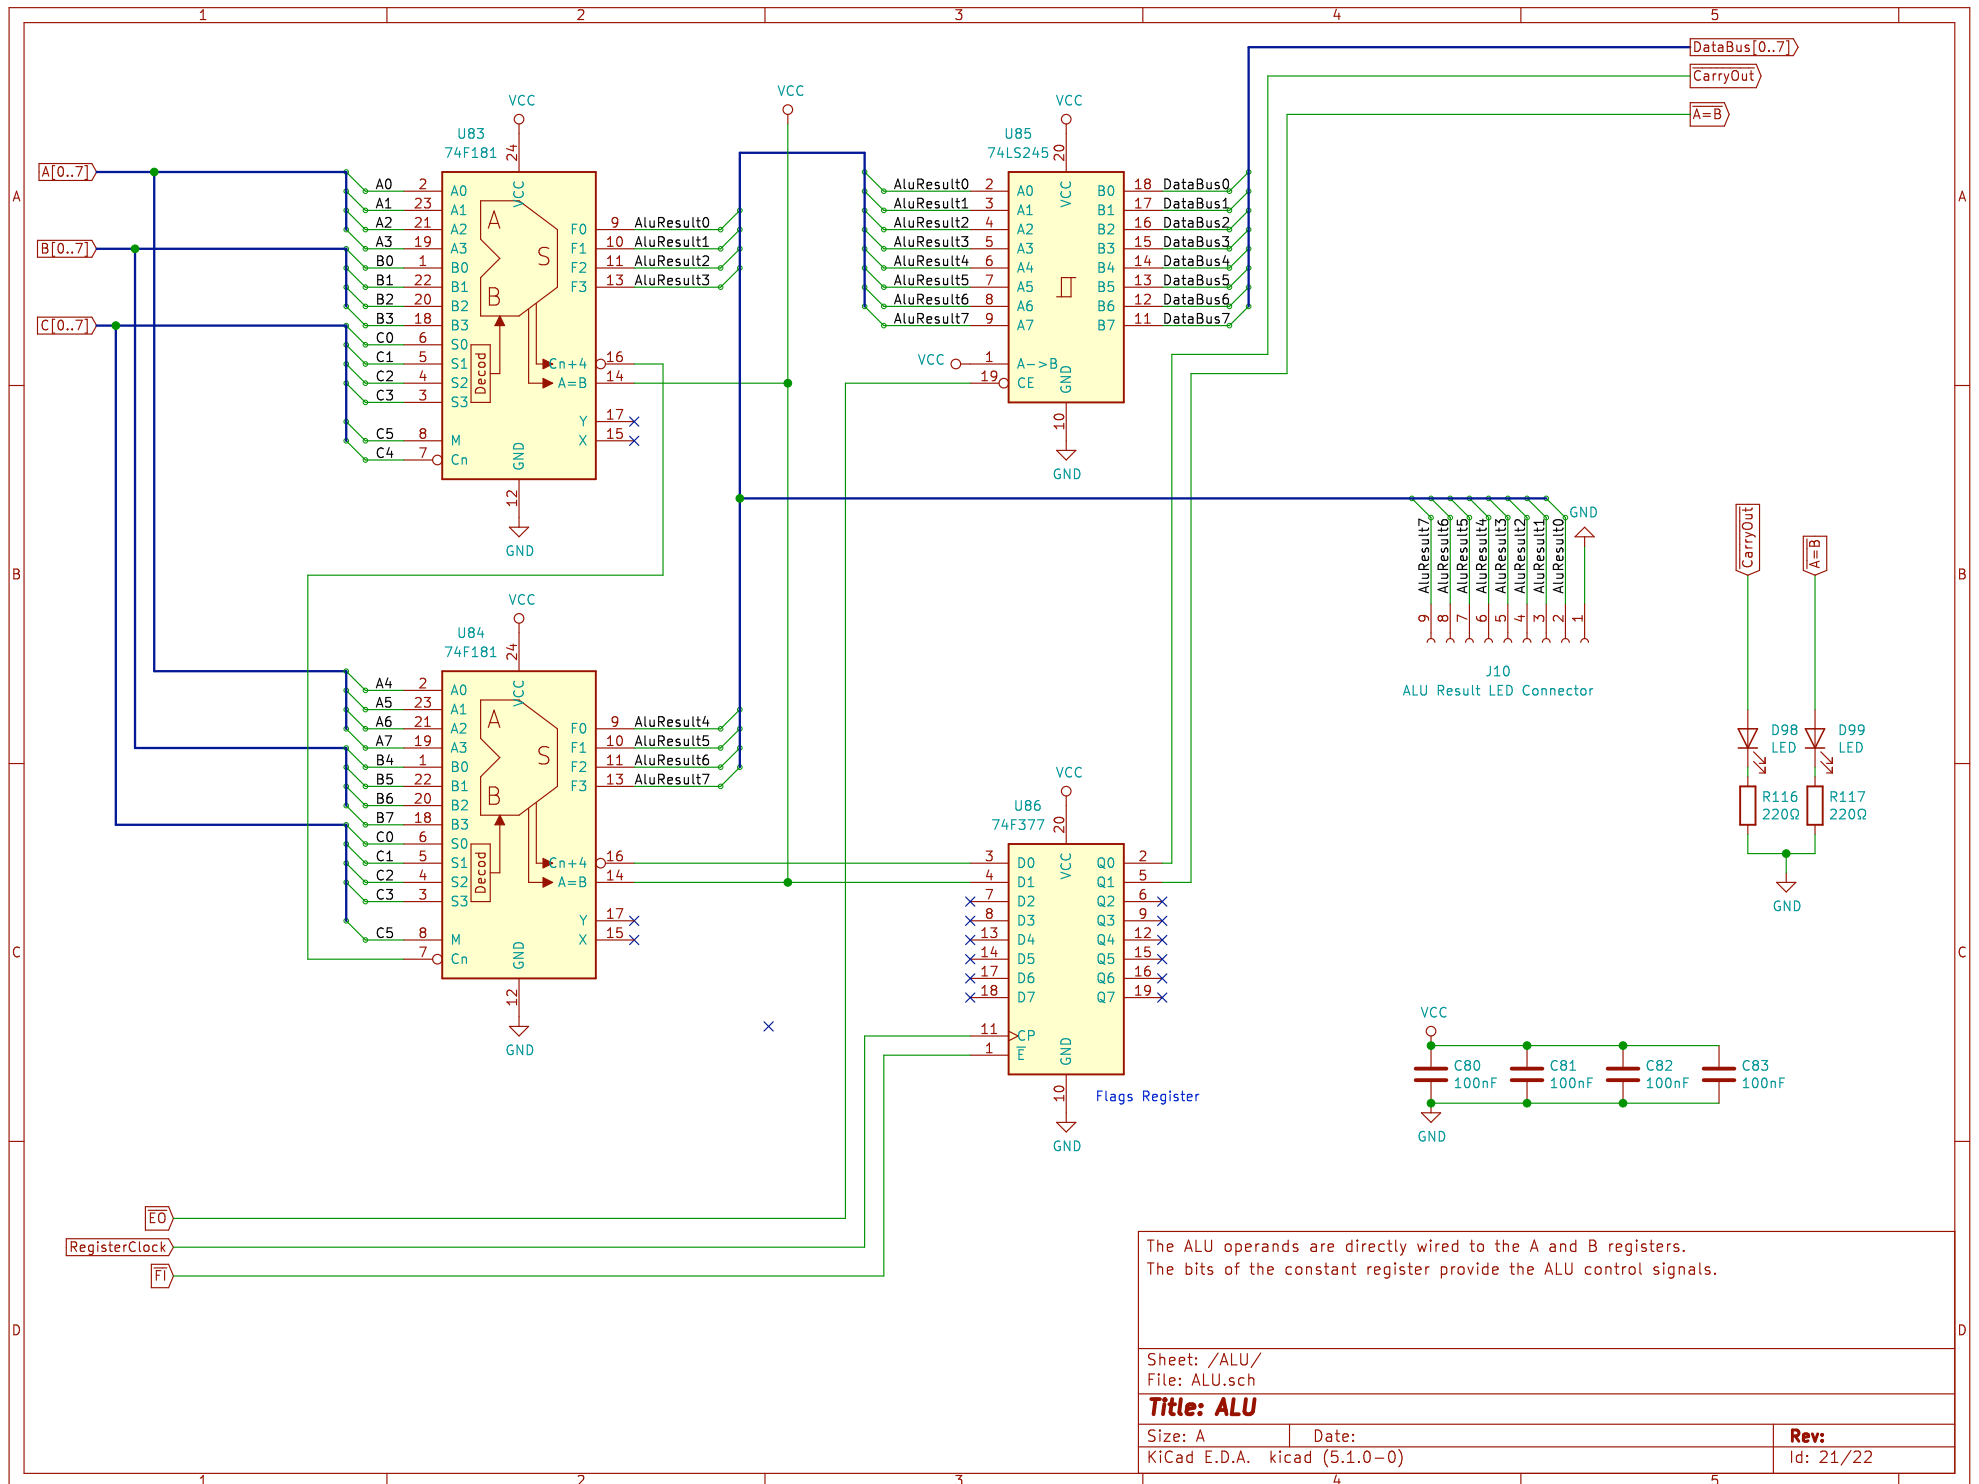 1 2 3 4 5
A
B
C
D
A
B
C
D
1 2 3 4 5
A[0..7]
B[0..7]
C[0..7]
VCC
U83
74F181
24
VCC
A0 2 A0
A1 23 A1
A2 21 A2
A3 19 A3
B0 1 B0
B1 22 B1
B2 20 B2
B3 18 B3
C0 6 S0
C1 5 S1
C2 4 S2
C3 3 S3
C5 8 M
C4 7 Cn
A
B
S
Decod
F0 9 AluResult0
F1 10 AluResult1
F2 11 AluResult2
F3 13 AluResult3
Cn+4 16
A=B 14
Y 17
X 15
GND
12
GND
VCC
VCC
U84
74F181
24
VCC
A4 2 A0
A5 23 A1
A6 21 A2
A7 19 A3
B4 1 B0
B5 22 B1
B6 20 B2
B7 18 B3
C0 6 S0
C1 5 S1
C2 4 S2
C3 3 S3
C5 8 M
7 Cn
A
B
S
Decod
F0 9 AluResult4
F1 10 AluResult5
F2 11 AluResult6
F3 13 AluResult7
Cn+4 16
A=B 14
Y 17
X 15
GND
12
GND
VCC
U85
74LS245
20
VCC
AluResult0 2 A0 B0 18 DataBus0
AluResult1 3 A1 B1 17 DataBus1
AluResult2 4 A2 B2 16 DataBus2
AluResult3 5 A3 B3 15 DataBus3
AluResult4 6 A4 B4 14 DataBus4
AluResult5 7 A5 B5 13 DataBus5
AluResult6 8 A6 B6 12 DataBus6
AluResult7 9 A7 B7 11 DataBus7
VCC 1 A->B
19 CE
GND
10
GND
DataBus[0..7]
CarryOut
A=B
AluResult7
AluResult6
AluResult5
AluResult4
AluResult3
AluResult2
AluResult1
AluResult0
GND
9 8 7 6 5 4 3 2 1
J10
ALU Result LED Connector
CarryOut
A=B
D98
LED
D99
LED
R116
220Ω
R117
220Ω
GND
VCC
U86
74F377
20
VCC
3 D0 Q0 2
4 D1 Q1 5
7 D2 Q2 6
8 D3 Q3 9
13 D4 Q4 12
14 D5 Q5 15
17 D6 Q6 16
18 D7 Q7 19
11 CP
1 E
GND
10
GND
Flags Register
VCC
C80
100nF
C81
100nF
C82
100nF
C83
100nF
GND
EO
RegisterClock
FI
The ALU operands are directly wired to the A and B registers.
The bits of the constant register provide the ALU control signals.
Sheet: /ALU/
File: ALU.sch
Title: ALU
Size: A Date: Rev:
KiCad E.D.A. kicad (5.1.0-0) Id: 21/22